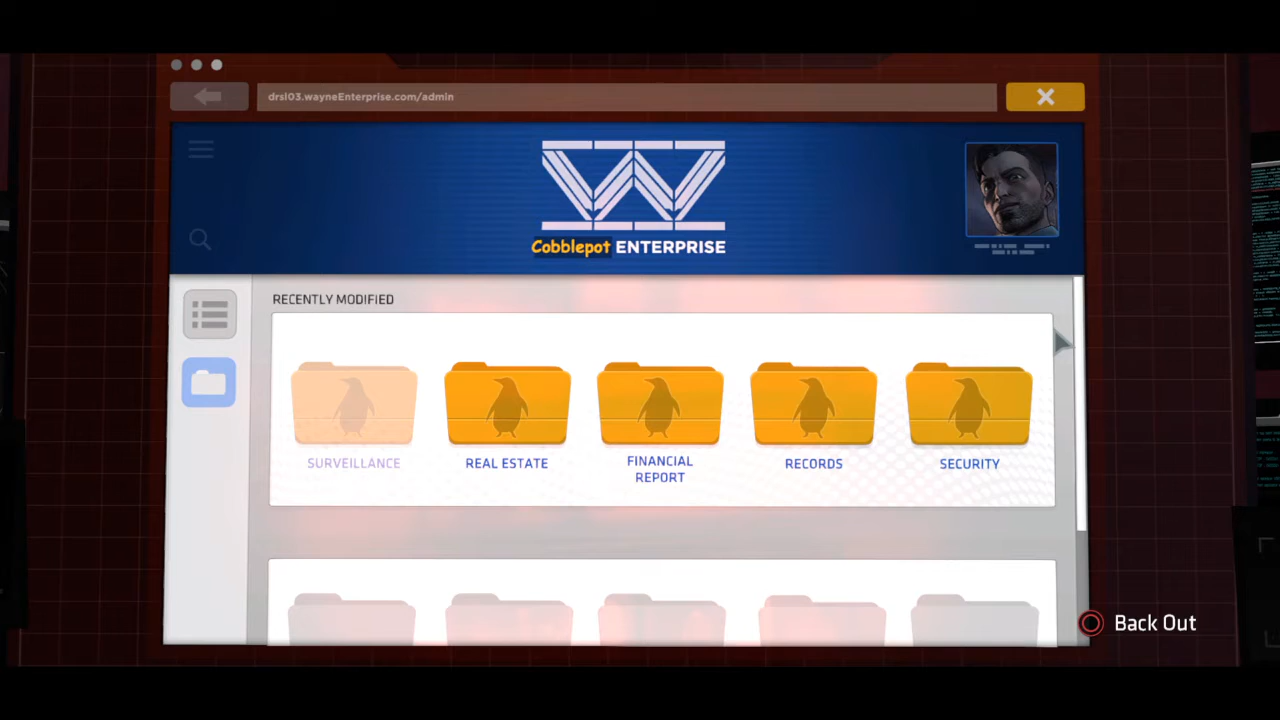 drsl03.wayneEnterprise.com/admin
Cobblepot ENTERPRISE
RECENTLY MODIFIED
SURVEILLANCE
REAL ESTATE
FINANCIAL
REPORT
RECORDS
SECURITY
Back Out